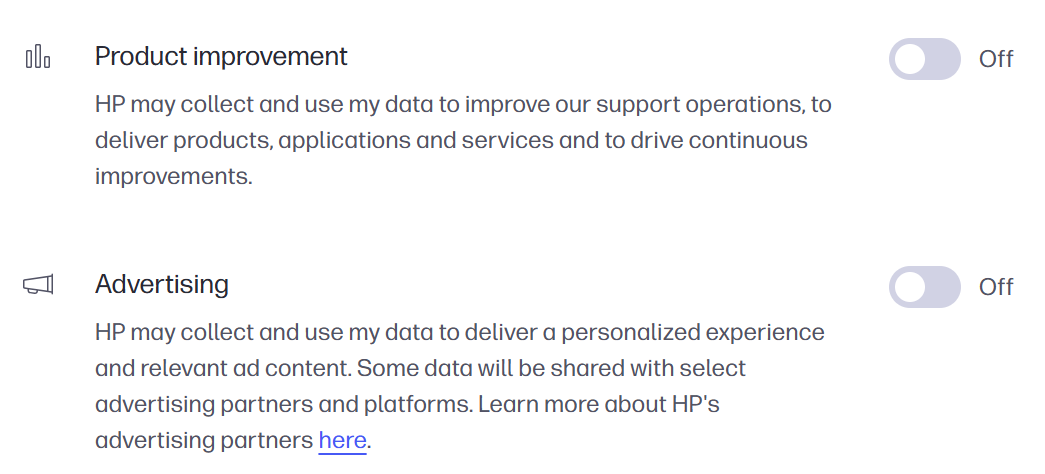 Product improvement
Off
HP may collect and use my data to improve our support operations, to
deliver products, applications and services and to drive continuous
improvements.
Advertising
Off
HP may collect and use my data to deliver a personalized experience
and relevant ad content. Some data will be shared with select
advertising partners and platforms. Learn more about HP's
advertising partners here.